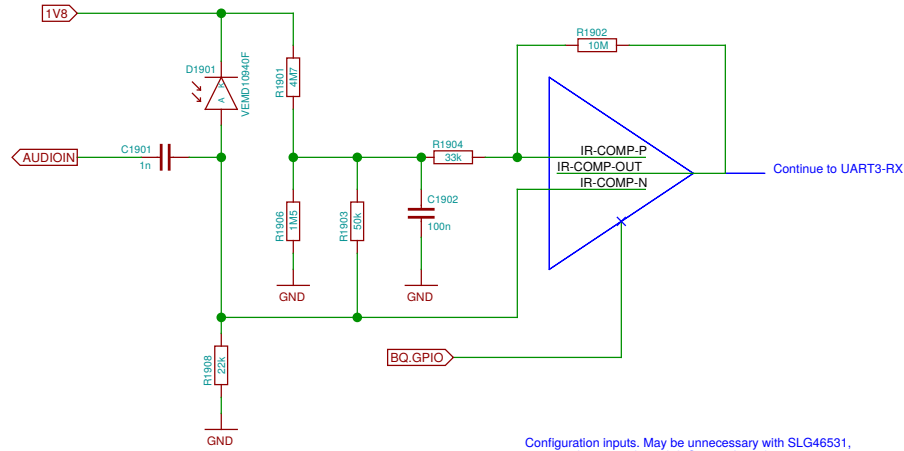 1V8
R1902
10M
D1901
K
A
VEMD10940F
R1901
4M7
AUDIOIN
C1901
1n
R1904
33k
IR-COMP-P
IR-COMP-OUT
IR-COMP-N
Continue to UART3-RX
R1906
1M5
R1903
50k
C1902
100n
GND
GND
BQ.GPIO
R1908
22k
GND
Configuration inputs. May be unnecessary with SLG46531,